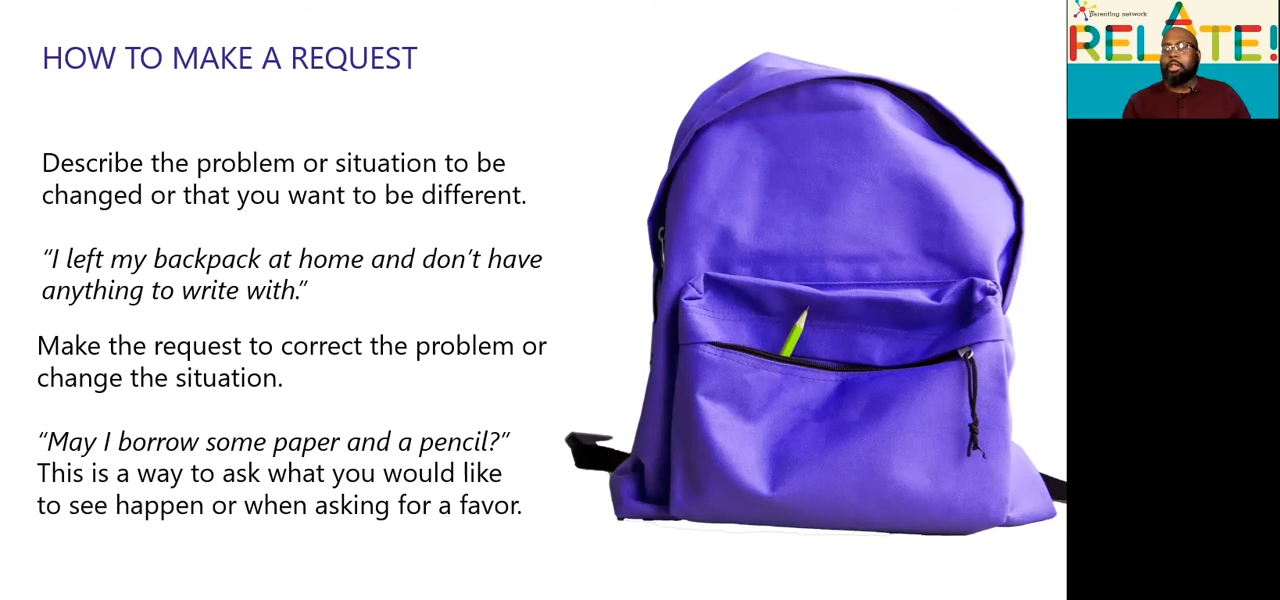 HOW TO MAKE A REQUEST
Describe the problem or situation to be
changed or that you want to be different.
“I left my backpack at home and don’t have
anything to write with.”
Make the request to correct the problem or
change the situation.
“May I borrow some paper and a pencil?”
This is a way to ask what you would like
to see happen or when asking for a favor.
the parenting network
RELATE!